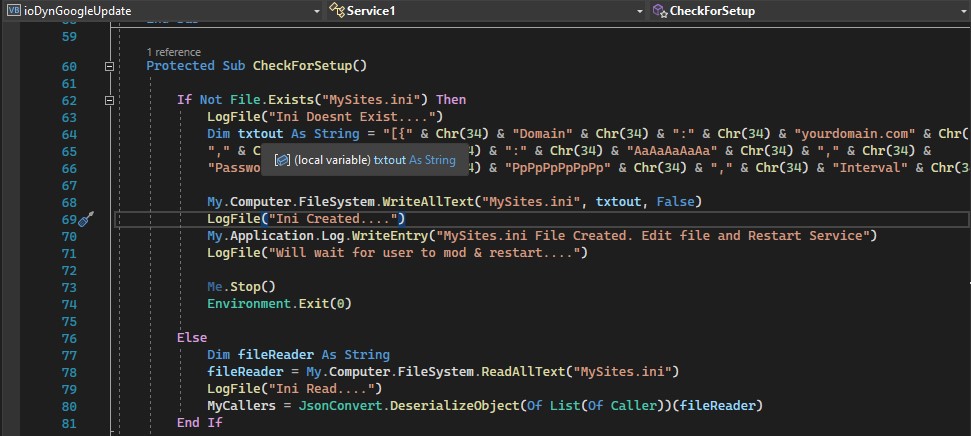 ioDynGoogleUpdate Service1 CheckForSetup
59
1 reference
60 Protected Sub CheckForSetup()
61
62 If Not File.Exists("MySites.ini") Then
63 LogFile("Ini Doesnt Exist....")
64 Dim txtout As String = "[{" & Chr(34) & "Domain" & Chr(34) & ":" & Chr(34) & "yourdomain.com" & Chr(34) &
65 "," & C 4) & ":" & Chr(34) & "AaAaAaAaAa" & Chr(34) & "," & Chr(34) &
(local variable) txtout As String
66 "Passwo 4) & "PpPpPpPpPpPp" & Chr(34) & "," & Chr(34) & "Interval" & Chr(3
67
68 My.Computer.FileSystem.WriteAllText("MySites.ini", txtout, False)
69 LogFile("Ini Created....")
70 My.Application.Log.WriteEntry("MySites.ini File Created. Edit file and Restart Service")
71 LogFile("Will wait for user to mod & restart....")
72
73 Me.Stop()
74 Environment.Exit(0)
75
76 Else
77 Dim fileReader As String
78 fileReader = My.Computer.FileSystem.ReadAllText("MySites.ini")
79 LogFile("Ini Read....")
80 MyCallers = JsonConvert.DeserializeObject(Of List(Of Caller))(fileReader)
81 End If